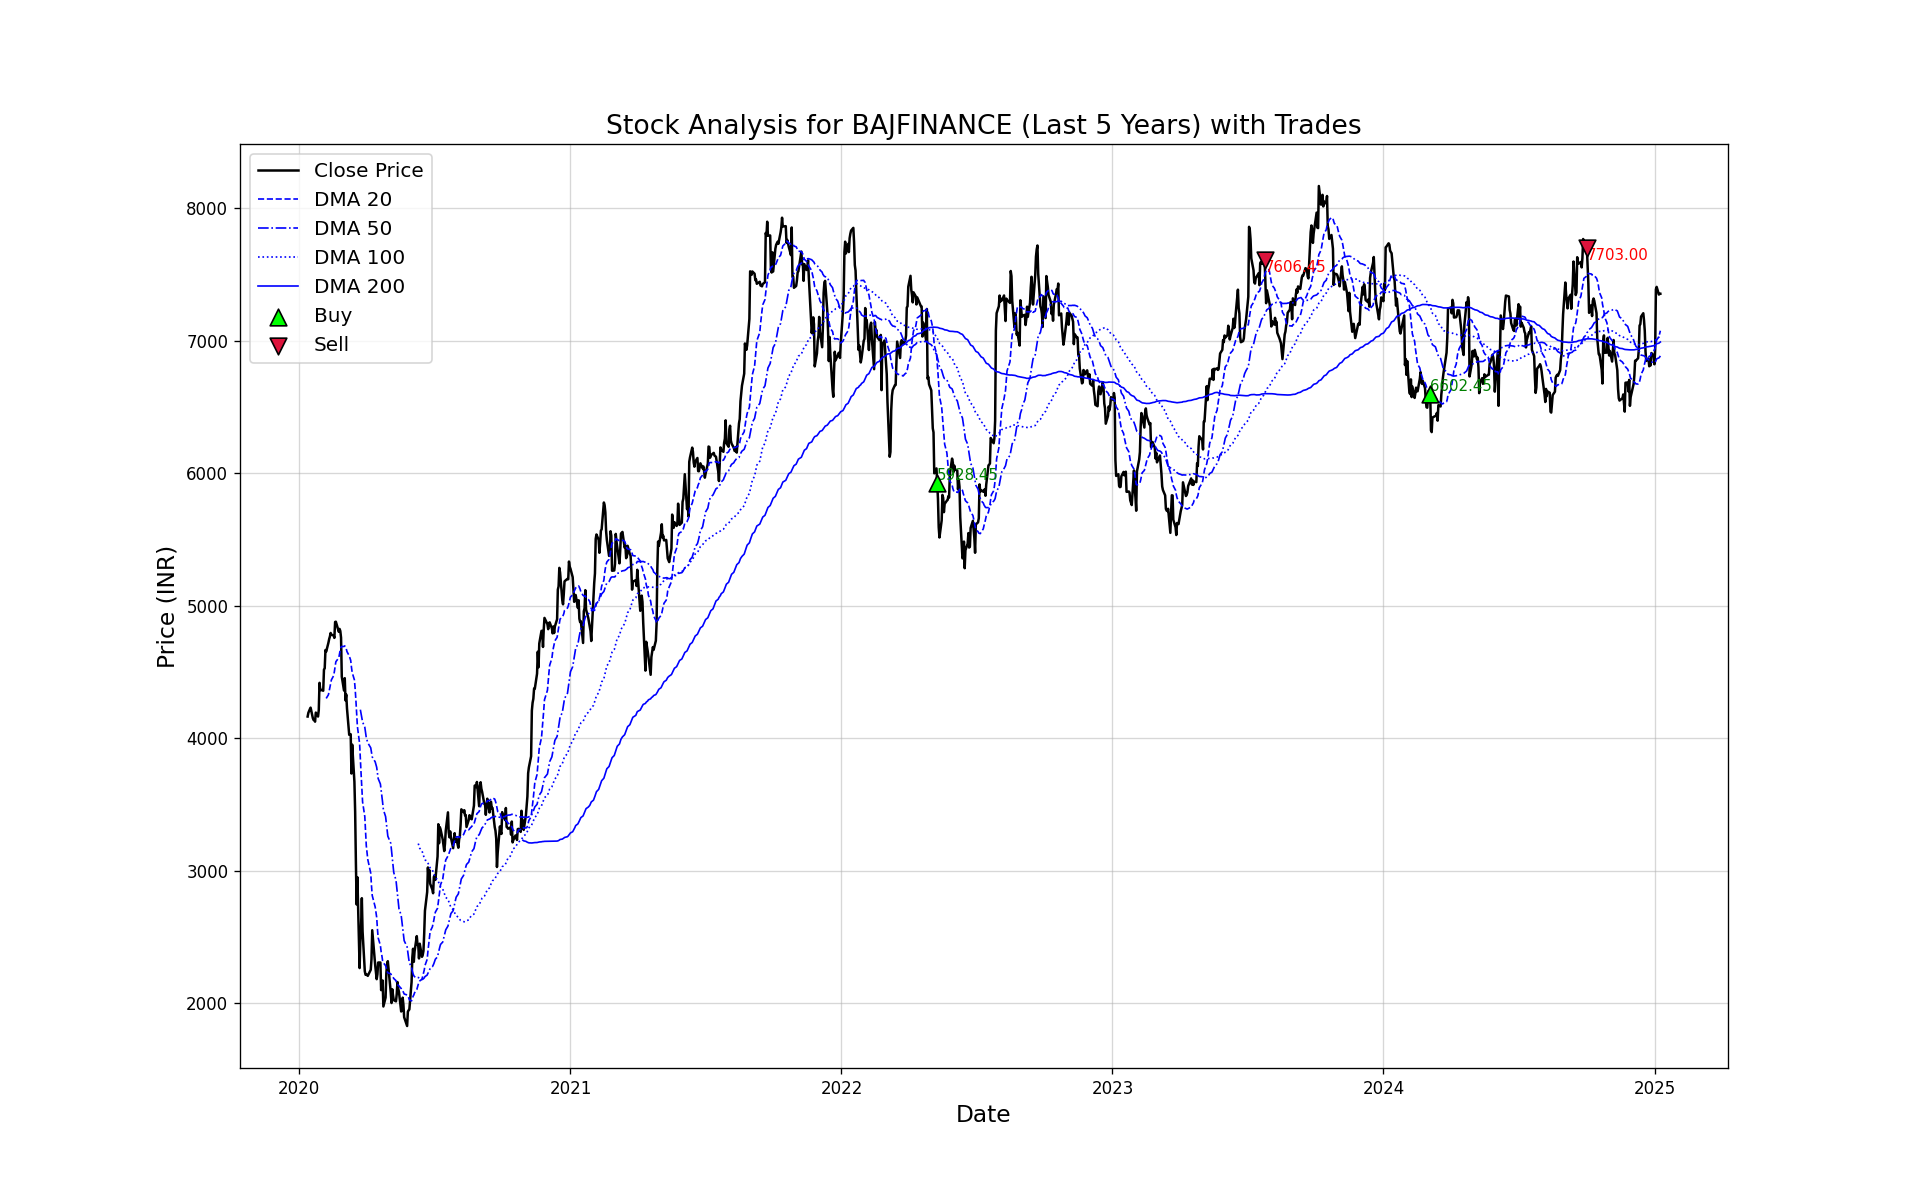 Stock Analysis for BAJFINANCE (Last 5 Years) with Trades
Close Price
DMA 20
DMA 50
DMA 100
DMA 200
Buy
Sell
8000
7000
6000
5000
4000
3000
2000
Price (INR)
7606.45
7703.00
6602.45
5928.45
2020
2021
2022
2023
2024
2025
Date